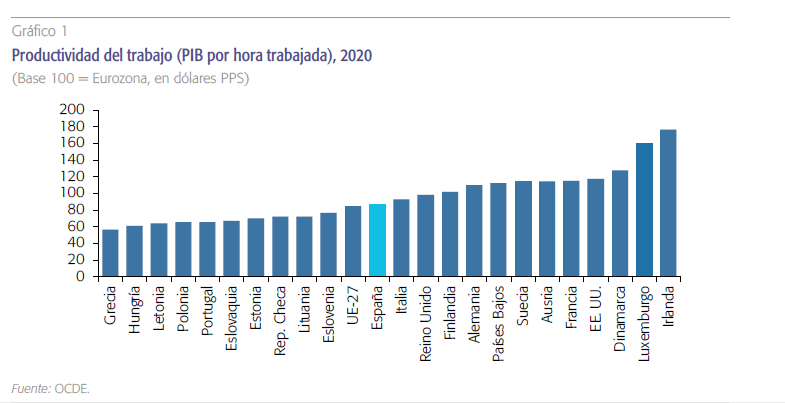 Gráfico 1
Productividad del trabajo (PIB por hora trabajada), 2020
(Base 100 = Eurozona, en dólares PPS)
200
180
160
140
120
100
80
60
40
20
0
Grecia
Hungría
Letonia
Polonia
Portugal
Eslovaquia
Estonia
Rep. Checa
Lituania
Eslovenia
UE-27
España
Italia
Reino Unido
Finlandia
Alemania
Países Bajos
Suecia
Ausria
Francia
EE. UU.
Dinamarca
Luxemburgo
Irlanda
Fuente: OCDE.